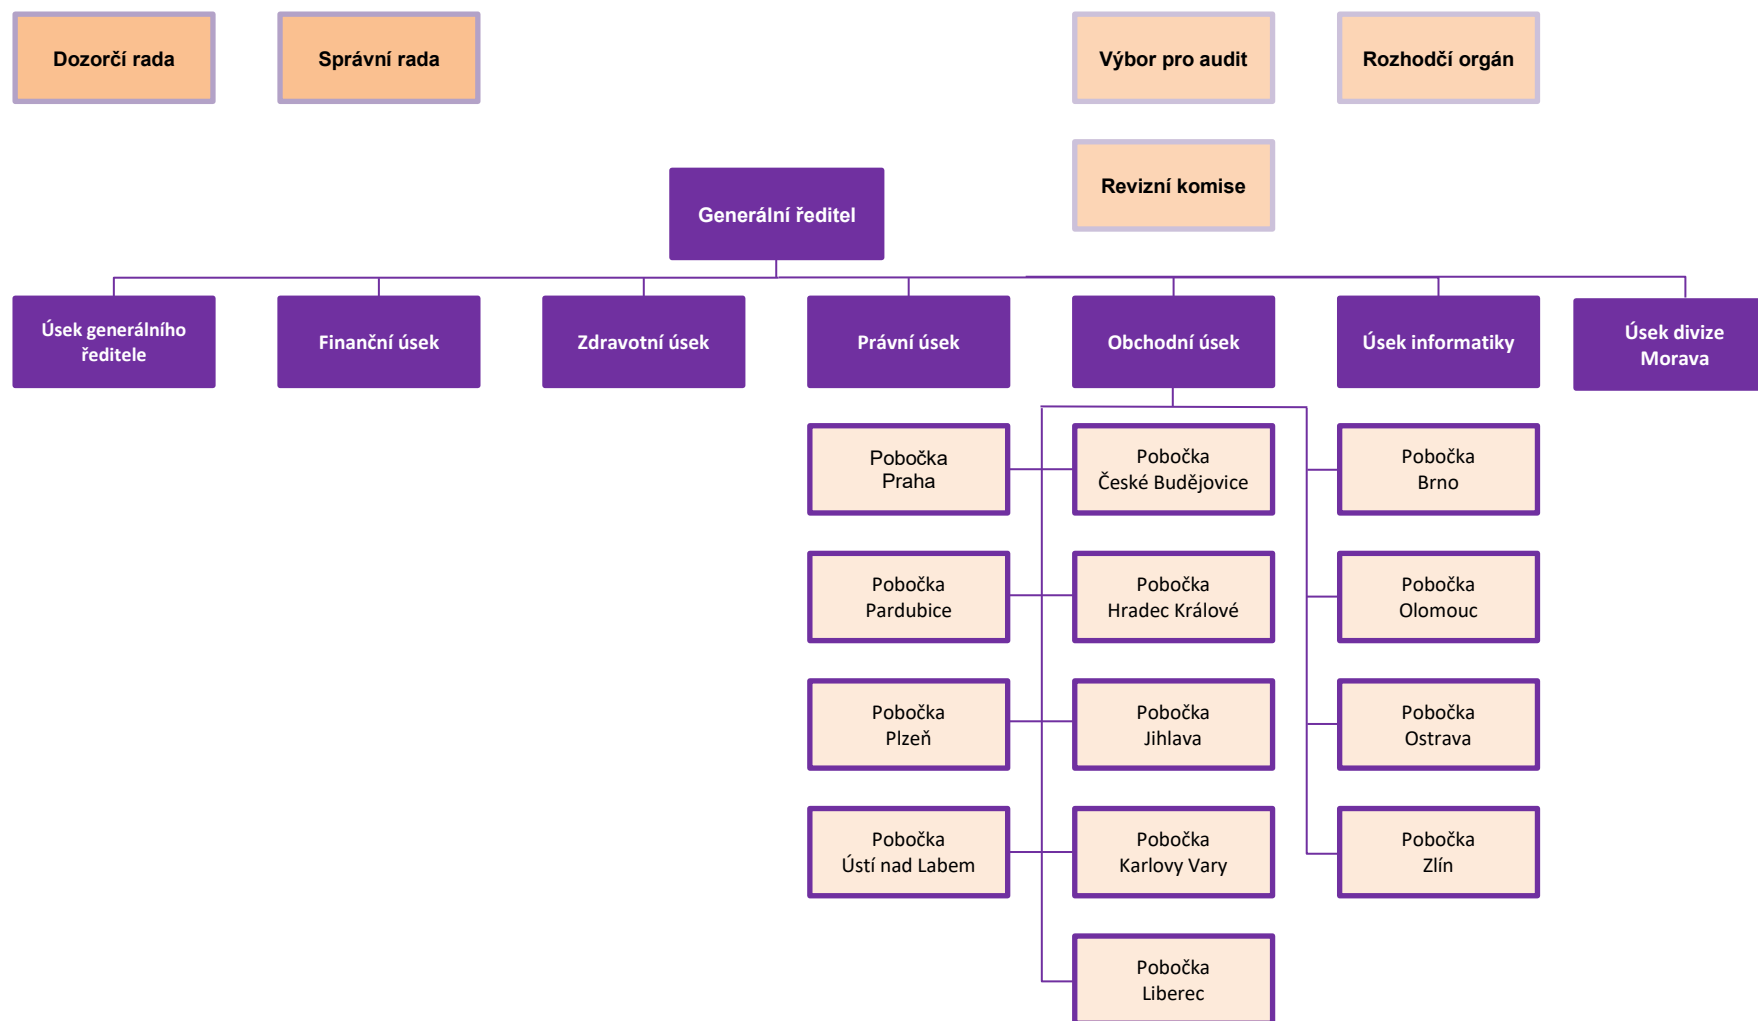 Dozorčí rada
Správní rada
Výbor pro audit
Rozhodčí orgán
Revizní komise
Generální ředitel
Úsek generálního
ředitele
Finanční úsek
Zdravotní úsek
Právní úsek
Obchodní úsek
Úsek informatiky
Úsek divize
Morava
Pobočka
Praha
Pobočka
České Budějovice
Pobočka
Brno
Pobočka
Pardubice
Pobočka
Hradec Králové
Pobočka
Olomouc
Pobočka
Plzeň
Pobočka
Jihlava
Pobočka
Ostrava
Pobočka
Ústí nad Labem
Pobočka
Karlovy Vary
Pobočka
Zlín
Pobočka
Liberec